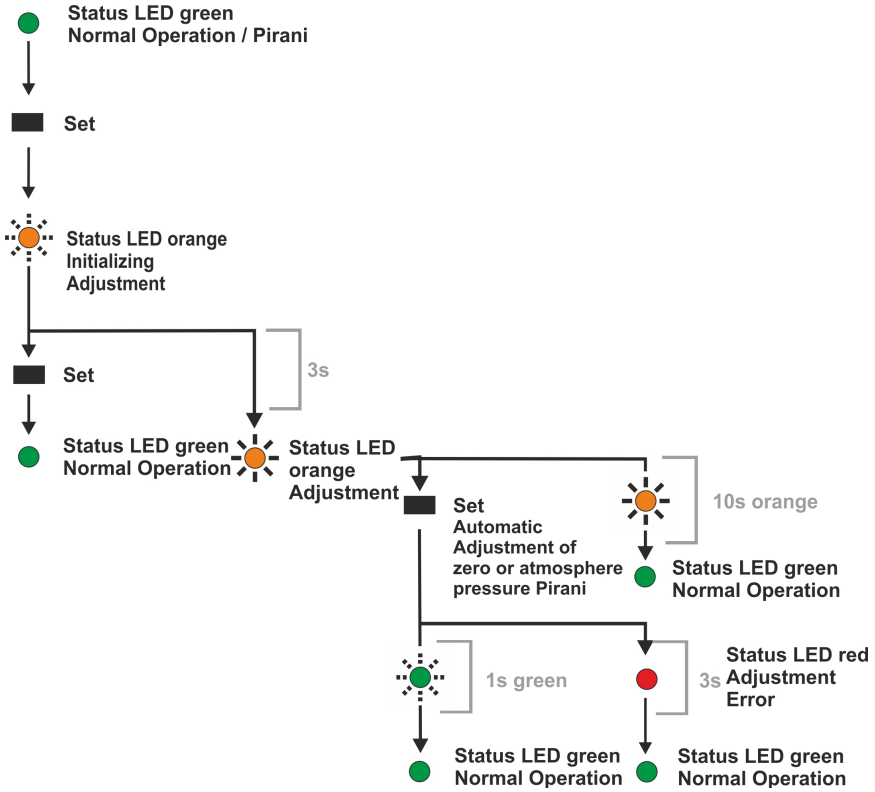 Status LED green
Normal Operation / Pirani
Set
Status LED orange
Initializing
Adjustment
3s
Set
Status LED green
Normal Operation
Status LED
orange
Adjustment
Set
Automatic
Adjustment of
zero or atmosphere
pressure Pirani
10s orange
Status LED green
Normal Operation
1s green
3s
Status LED red
Adjustment
Error
Status LED green
Normal Operation
Status LED green
Normal Operation